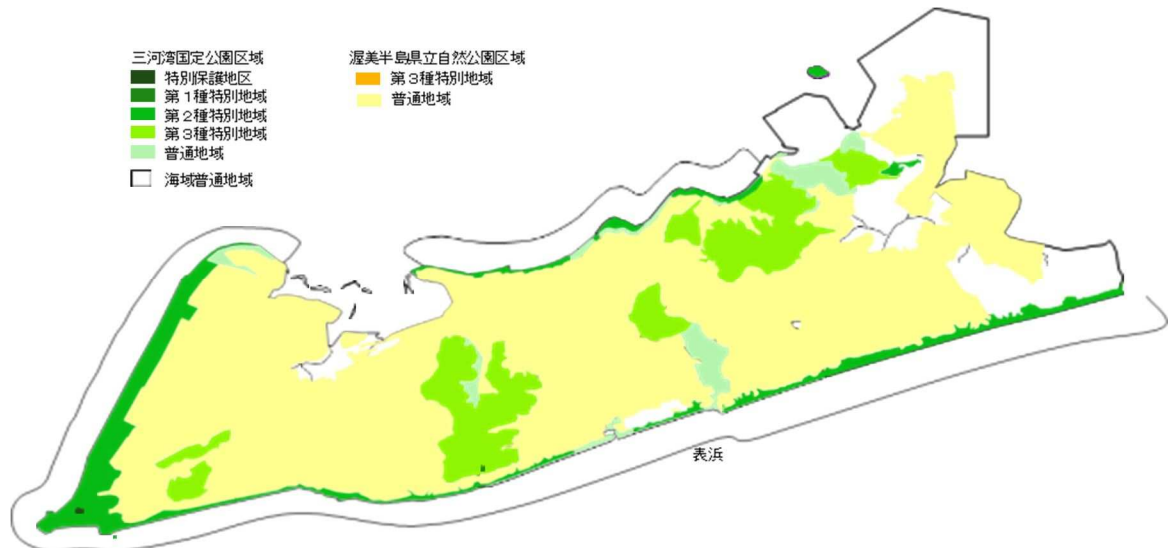 三河湾国定公園区域
特別保護地区
第1種特別地域
第2種特別地域
第3種特別地域
普通地域
海域普通地域
渥美半島県立自然公園区域
第3種特別地域
普通地域
表浜